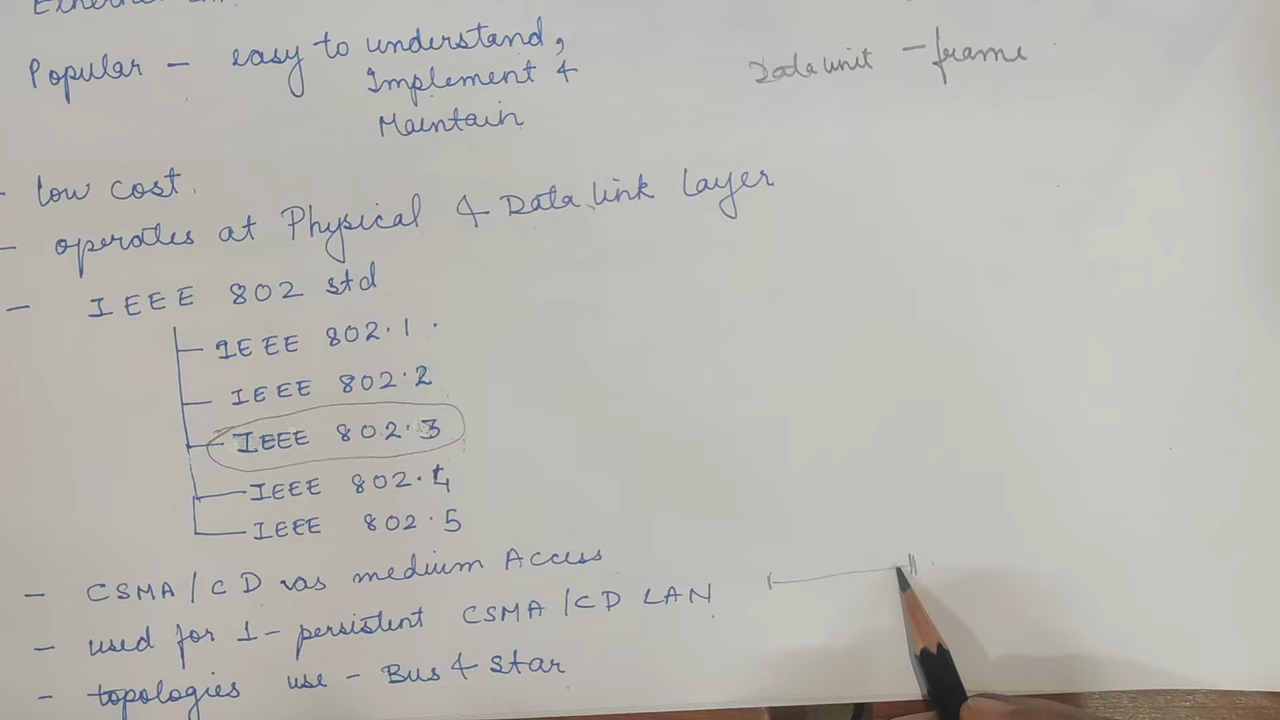 Popular – easy to understand,
Implement &
Maintain
Data unit – frame
- low cost.
- operates at Physical & Data link layer
- IEEE 802 std
IEEE 802.1
IEEE 802.2
IEEE 802.3
IEEE 802.4
IEEE 802.5
- CSMA/CD as medium Access
- used for 1-persistent CSMA/CD LAN
- topologies use - Bus & Star